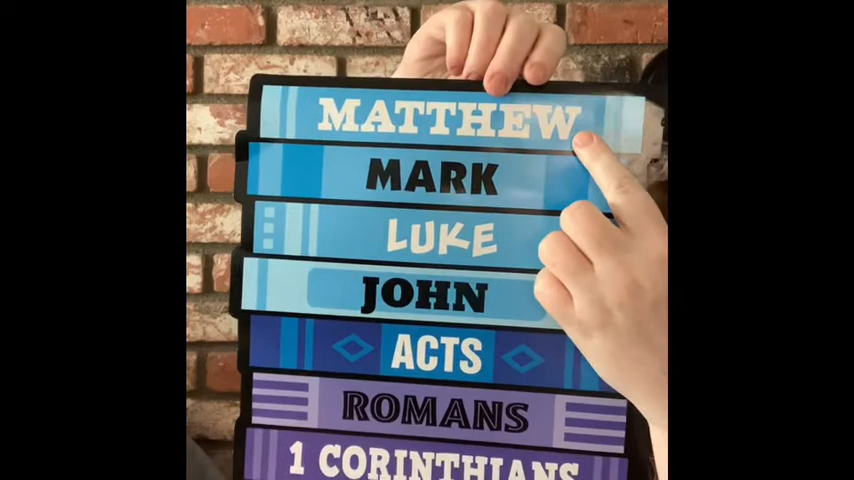 MATTHEW
MARK
LUKE
JOHN
ACTS
ROMANS
1 CORINTHIANS